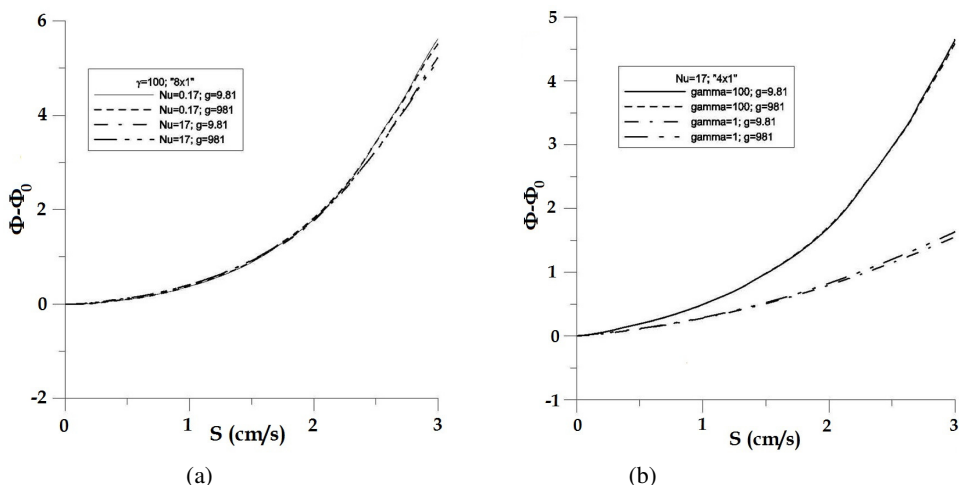 6
4
2
0
-2
Φ-Φ0
γ=100; "8x1"
Nu=0.17; g=9.81
Nu=0.17; g=981
Nu=17; g=9.81
Nu=17; g=981
0
1
2
3
S (cm/s)
(a)
5
4
3
2
1
0
-1
Φ-Φ0
Nu=17; "4x1"
gamma=100; g=9.81
gamma=100; g=981
gamma=1; g=9.81
gamma=1; g=981
0
1
2
3
S (cm/s)
(b)